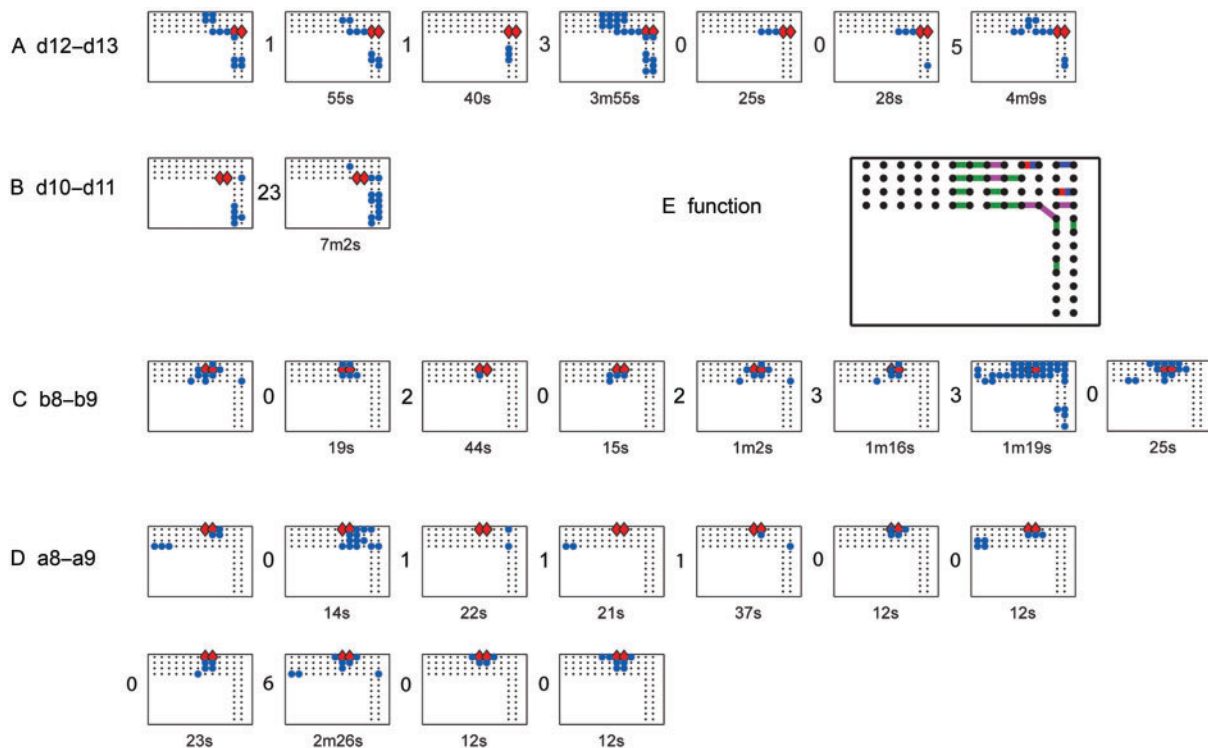 A d12–d13 1 1 3 0 0 5
55s 40s 3m55s 25s 28s 4m9s
B d10–d11 23
7m2s
E function
C b8–b9 0 2 0 2 3 3 0
19s 44s 15s 1m2s 1m16s 1m19s 25s
D a8–a9 0 1 1 1 0 0
14s 22s 21s 37s 12s 12s
0 6 0 0
23s 2m26s 12s 12s